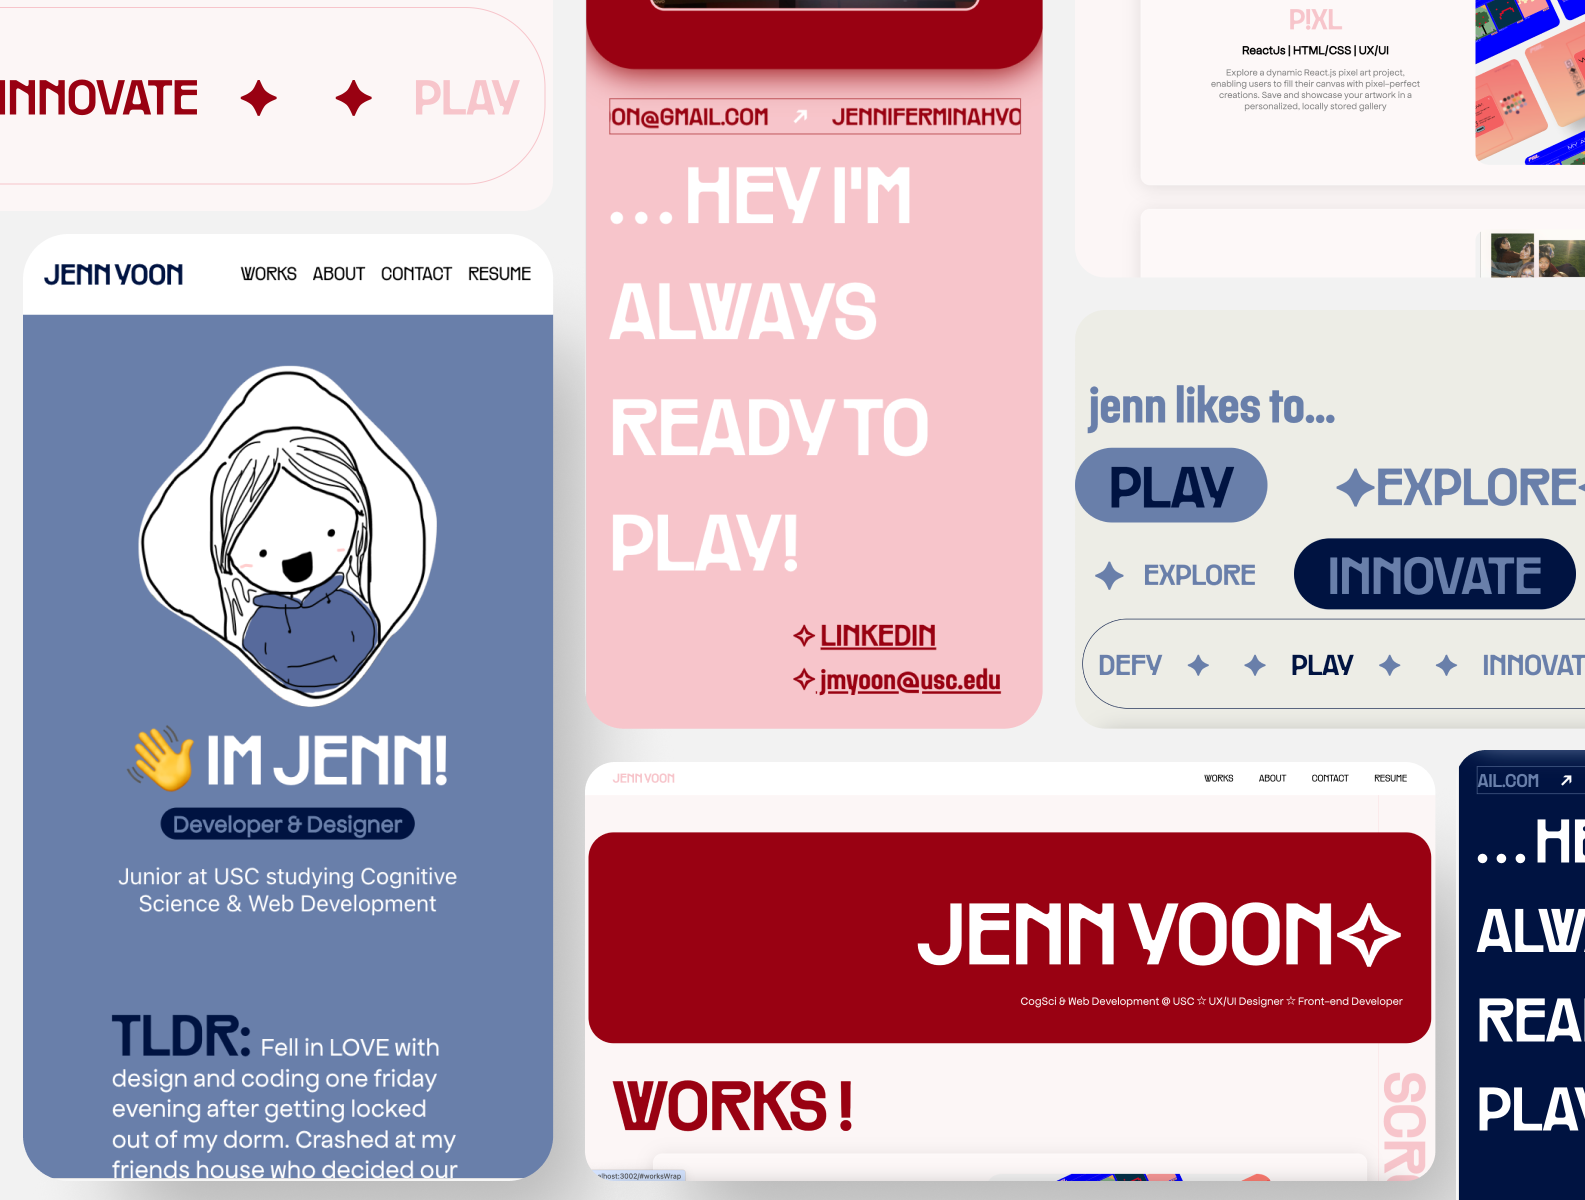 INNOVATE PLAY
JENN YOON WORKS ABOUT CONTACT RESUME
👋 IM JENN!
Developer & Designer
Junior at USC studying Cognitive
Science & Web Development
TLDR: Fell in LOVE with
design and coding one friday
evening after getting locked
out of my dorm. Crashed at my
friends house who decided our
ON@GMAIL.COM ↗ JENNIFERMINAHYO
...HEY I'M
ALWAYS
READY TO
PLAY!
LINKEDIN
jmyoon@usc.edu
P!XL
ReactJs | HTML/CSS | UX/UI
Explore a dynamic React.js pixel art project,
enabling users to fill their canvas with pixel-perfect
creations. Save and showcase your artwork in a
personalized, locally stored gallery
jenn likes to...
PLAY ✦EXPLORE
✦ EXPLORE INNOVATE
DEFY ✦ ✦ PLAY ✦ ✦ INNOVAT
JENN YOON WORKS ABOUT CONTACT RESUME
JENN YOON✧
CogSci & Web Development @ USC ☆ UX/UI Designer ☆ Front-end Developer
WORKS !
SCR
lhost:3002/#worksWrap
AIL.COM ↗
...HE
ALW
REA
PLAY